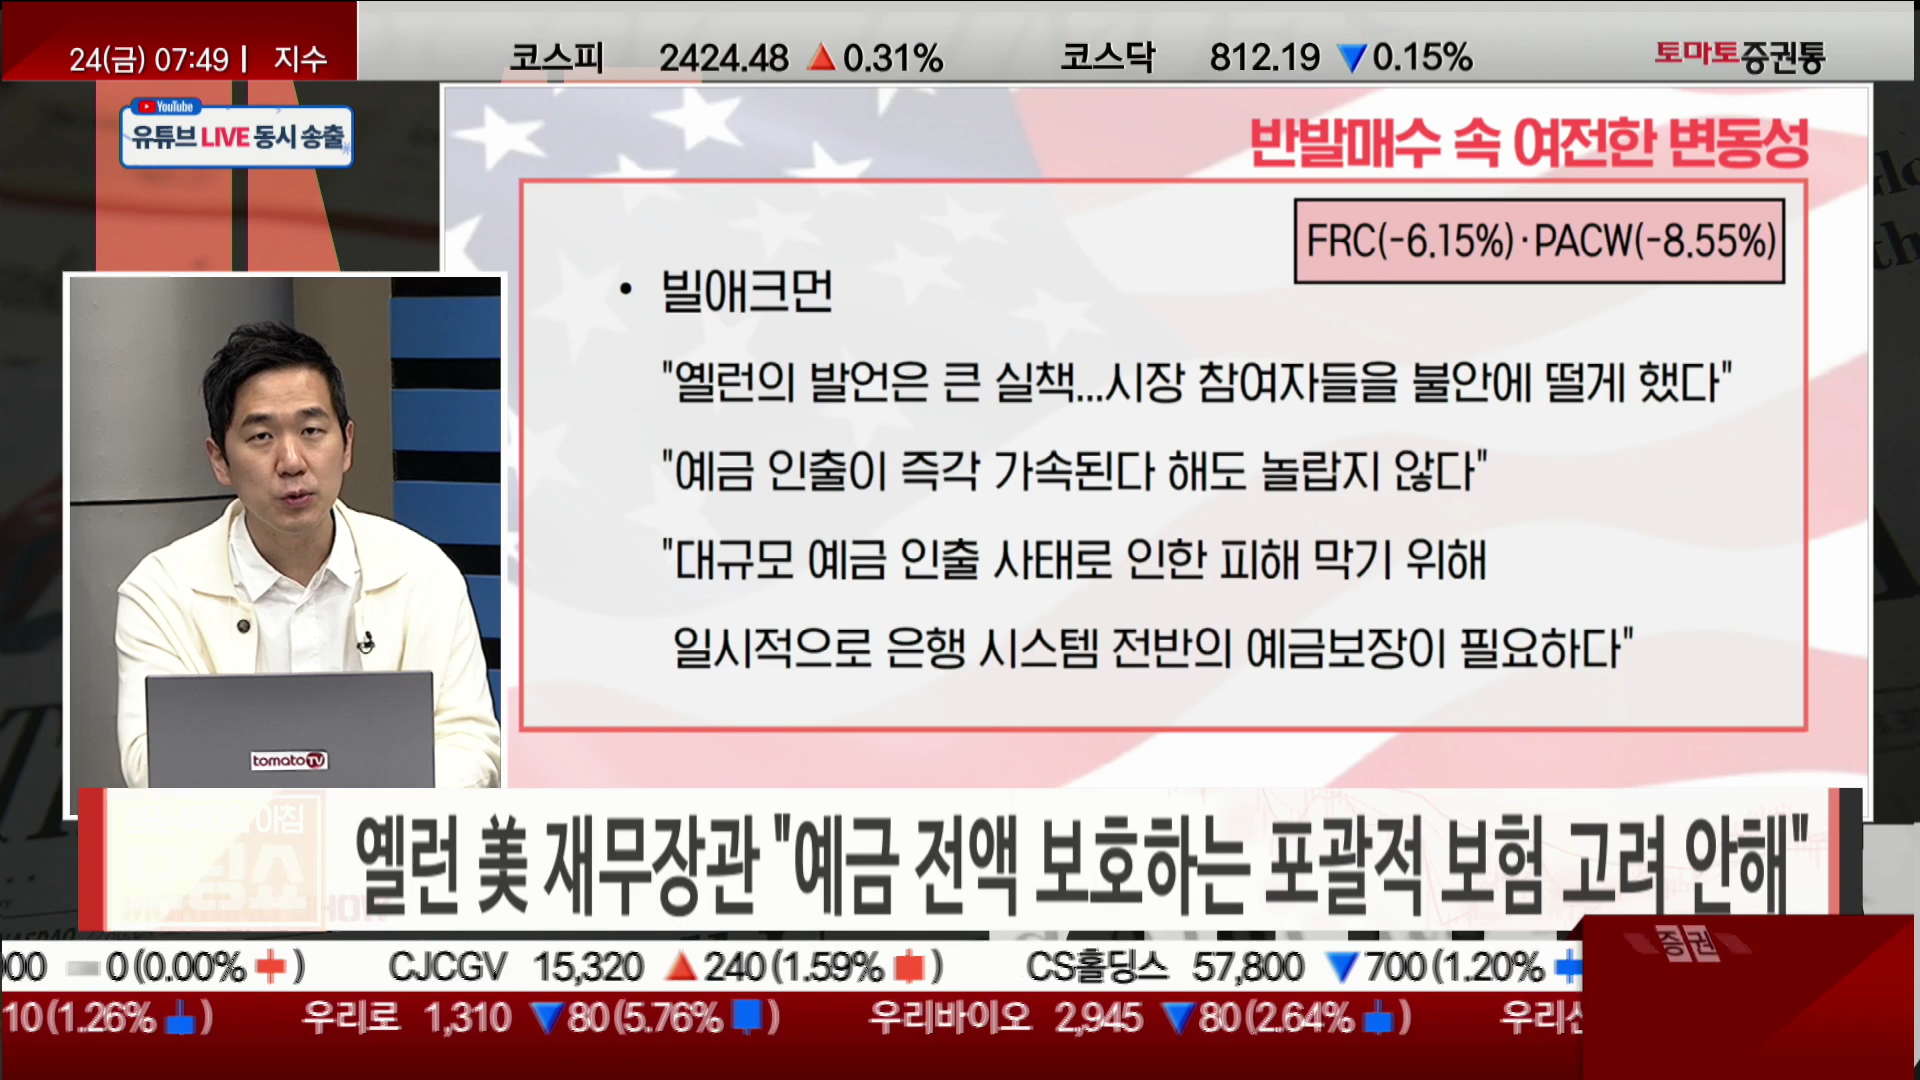 24(금) 07:49 | 지수
코스피 2424.48 ▲ 0.31% 코스닥 812.19 ▼ 0.15%
토마토증권통
YouTube
유튜브 LIVE 동시 송출
반발매수 속 여전한 변동성
FRC(-6.15%)·PACW(-8.55%)
• 빌애크먼
"옐런의 발언은 큰 실책...시장 참여자들을 불안에 떨게 했다"
"예금 인출이 즉각 가속된다 해도 놀랍지 않다"
"대규모 예금 인출 사태로 인한 피해 막기 위해
일시적으로 은행 시스템 전반의 예금보장이 필요하다"
tomatoTV
아침
옐런 美 재무장관 "예금 전액 보호하는 포괄적 보험 고려 안해"
증권
00 0(0.00%) CJCGV 15,320 ▲240(1.59%) CS홀딩스 57,800 ▼700(1.20%
10(1.26%) 우리로 1,310 ▼80(5.76%) 우리바이오 2,945 ▼80(2.64%)